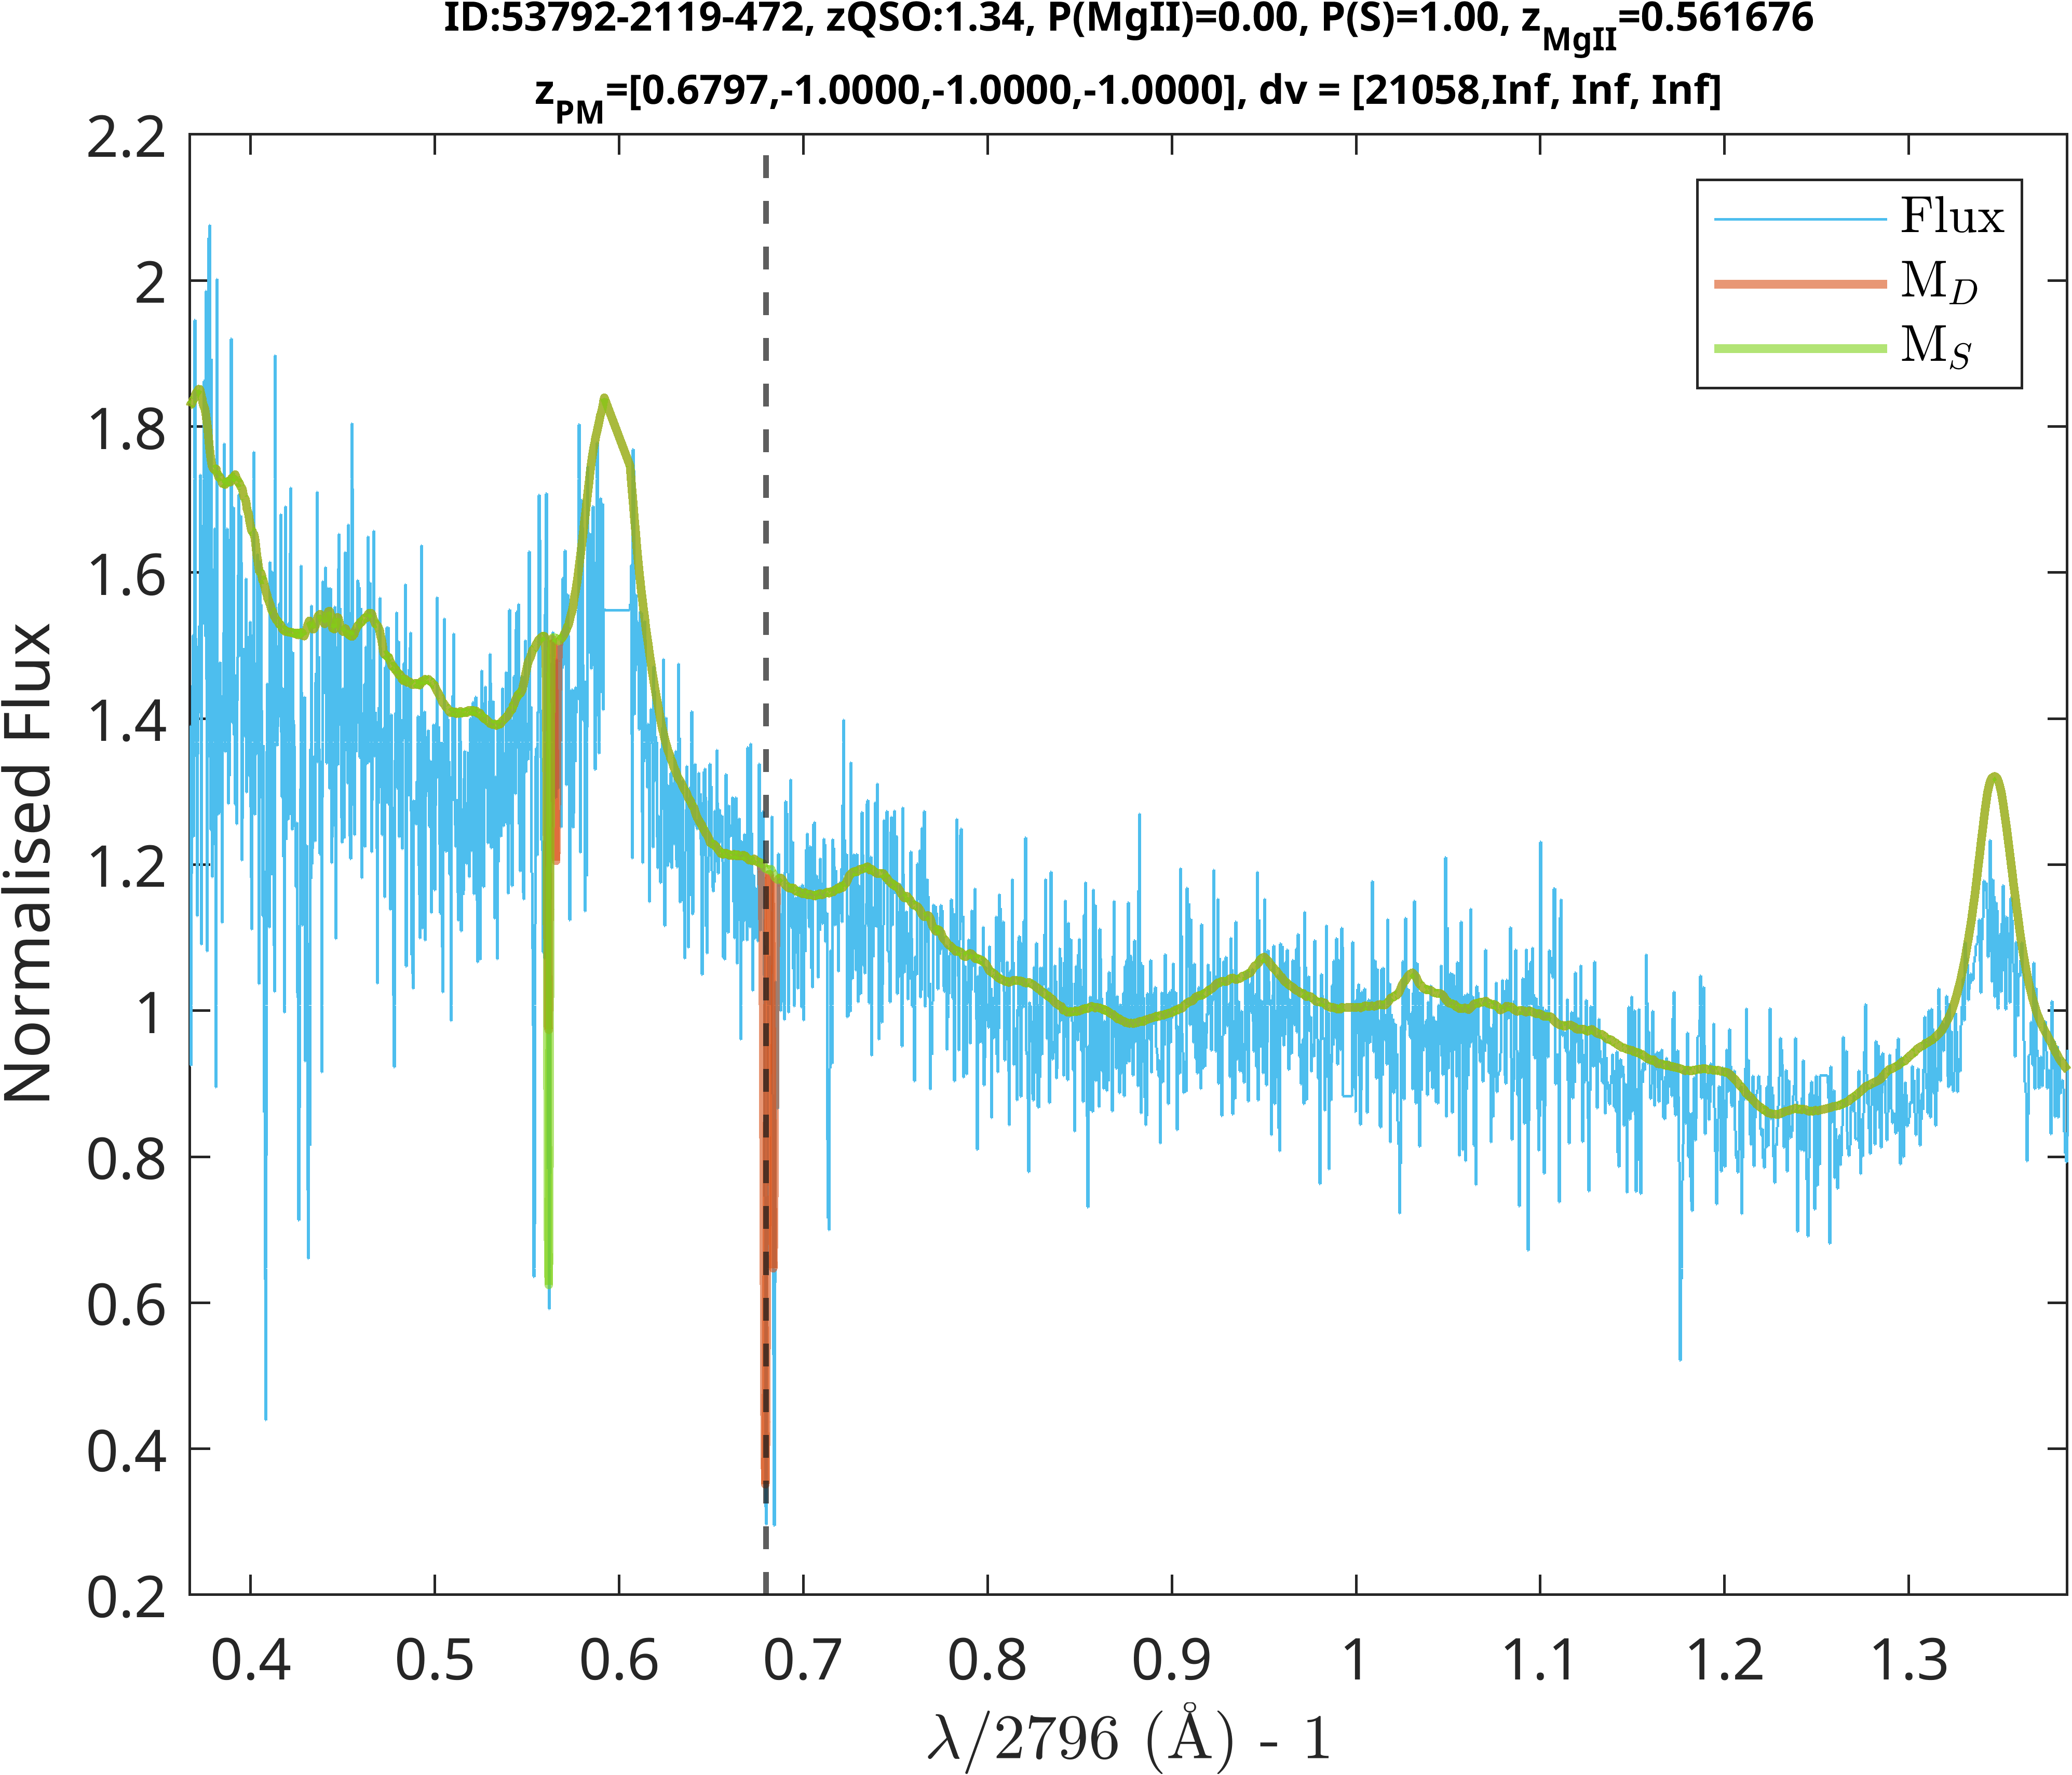 ID:53792-2119-472, zQSO:1.34, P(MgII)=0.00, P(S)=1.00, zMgII=0.561676
zPM=[0.6797,-1.0000,-1.0000,-1.0000], dv = [21058,Inf, Inf, Inf]
2.2
2
1.8
1.6
1.4
1.2
1
0.8
0.6
0.4
0.2
Normalised Flux
Flux
MD
MS
0.4 0.5 0.6 0.7 0.8 0.9 1 1.1 1.2 1.3
λ/2796 (Å) - 1